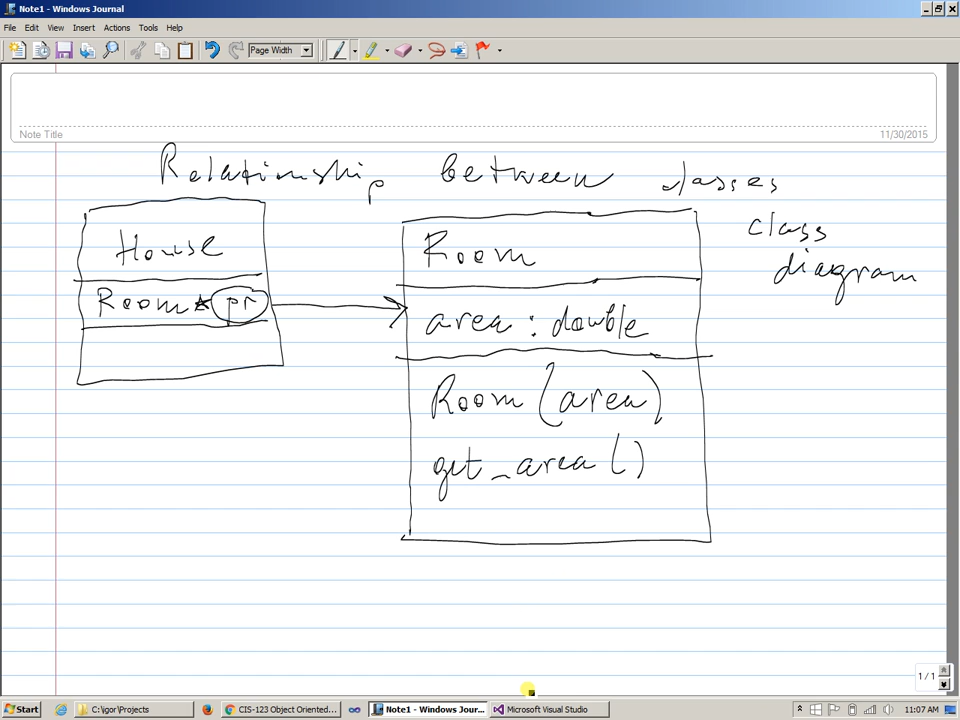 Note1 - Windows Journal
File Edit View Insert Actions Tools Help
Page Width
Note Title
11/30/2015
Relationship between classes
class
diagram
House
Room* pr
Room
area : double
Room (area)
get_area ()
1 / 1
Start
C:\igor\Projects
CIS-123 Object Oriented...
Note1 - Windows Jour...
Microsoft Visual Studio
11:07 AM